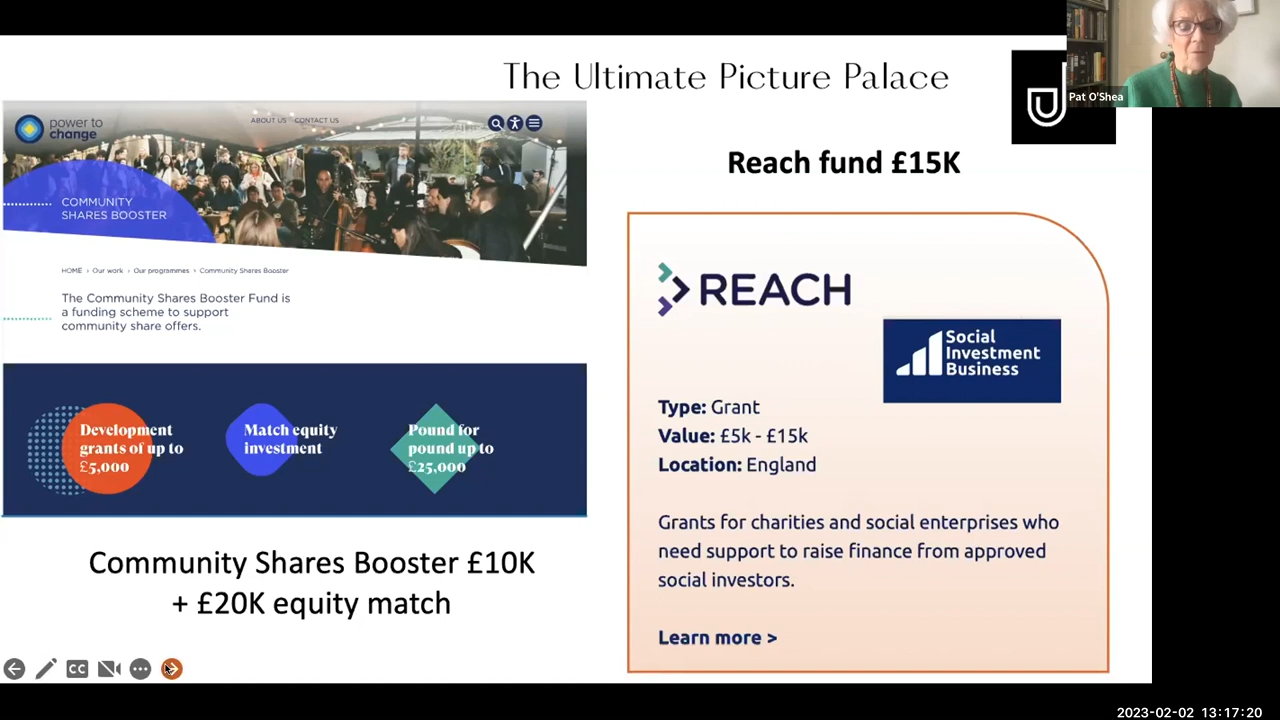 The Ultimate Picture Palace
Pat O'Shea
power to
change
ABOUT US CONTACT US
COMMUNITY
SHARES BOOSTER
HOME › Our work › Our programmes › Community Shares Booster
The Community Shares Booster Fund is
a funding scheme to support
community share offers.
Development
grants of up to
£5,000
Match equity
investment
Pound for
pound up to
£25,000
Community Shares Booster £10K
+ £20K equity match
Reach fund £15K
REACH
Social
Investment
Business
Type: Grant
Value: £5k - £15k
Location: England
Grants for charities and social enterprises who
need support to raise finance from approved
social investors.
Learn more >
CC
2023-02-02 13:17:20